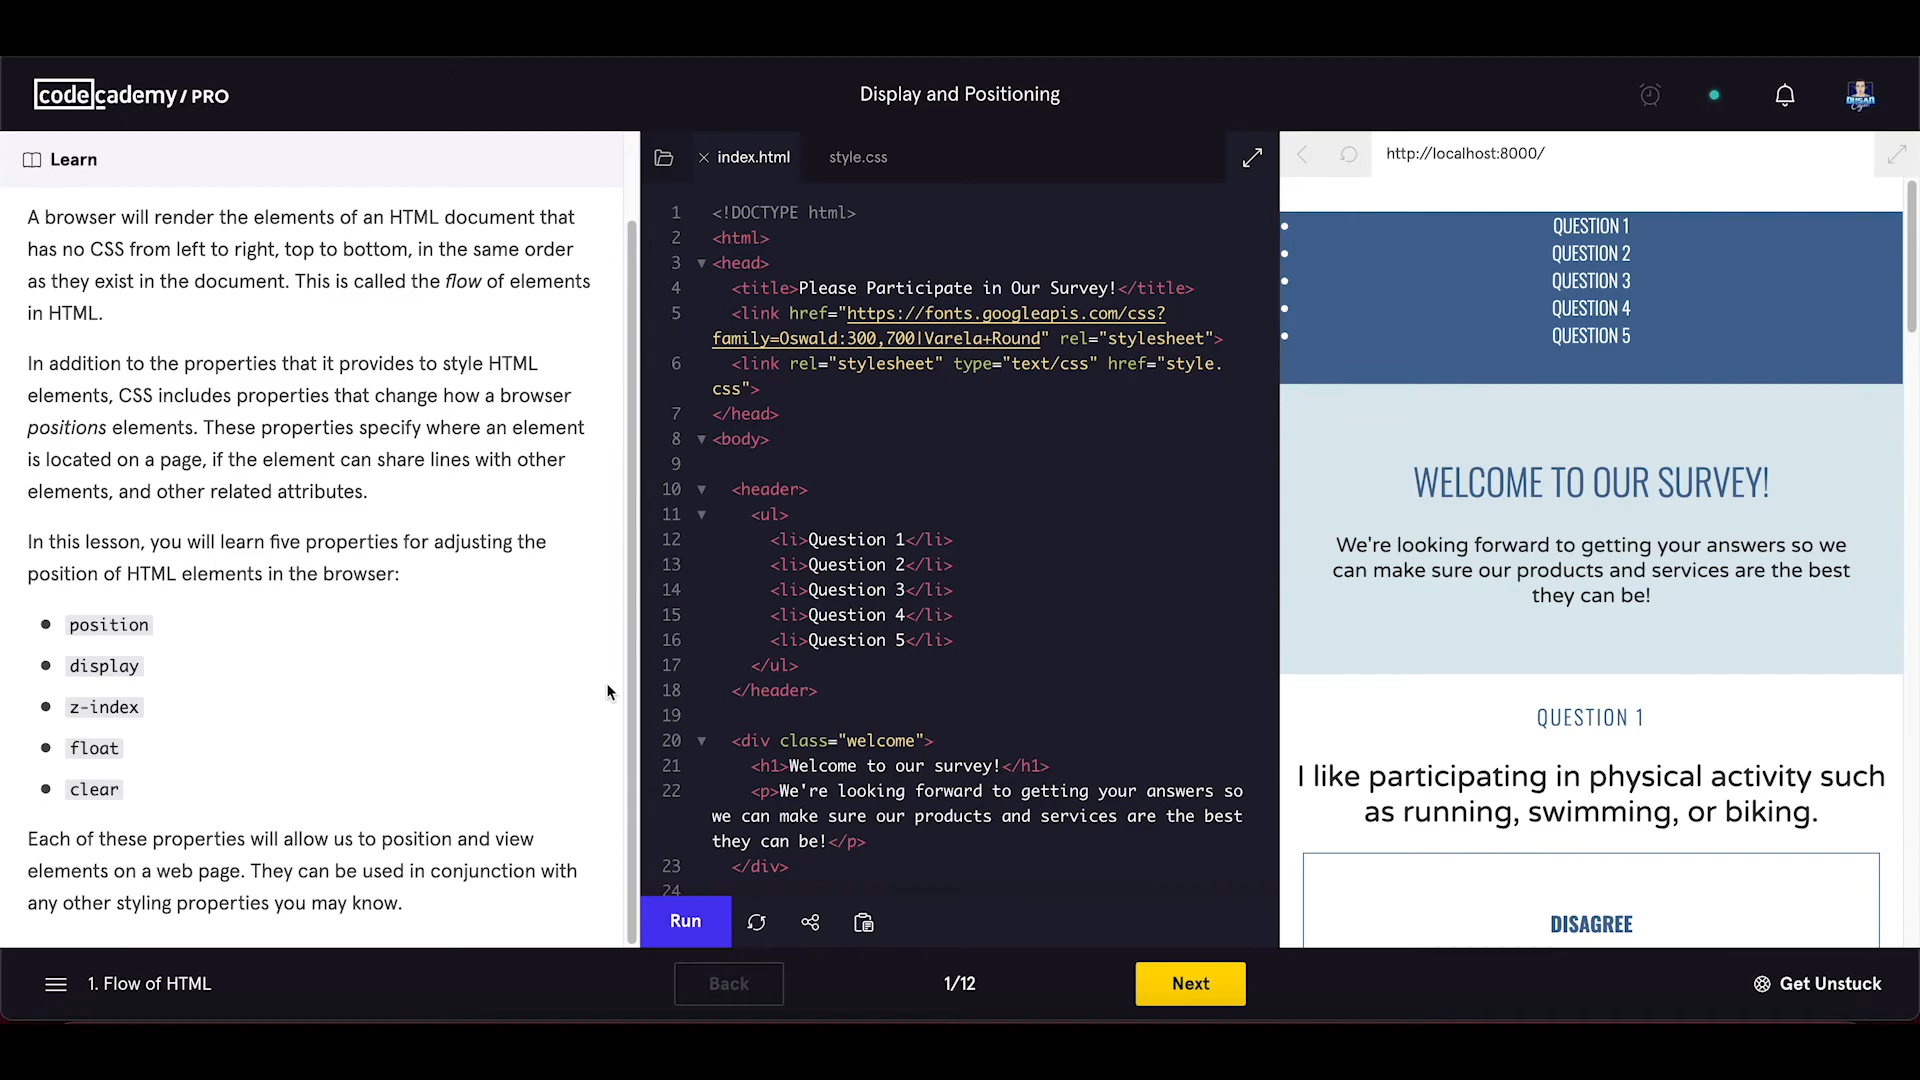 codecademy/PRO
Display and Positioning
Learn
A browser will render the elements of an HTML document that
has no CSS from left to right, top to bottom, in the same order
as they exist in the document. This is called the flow of elements
in HTML.
In addition to the properties that it provides to style HTML
elements, CSS includes properties that change how a browser
positions elements. These properties specify where an element
is located on a page, if the element can share lines with other
elements, and other related attributes.
In this lesson, you will learn five properties for adjusting the
position of HTML elements in the browser:
position
display
z-index
float
clear
Each of these properties will allow us to position and view
elements on a web page. They can be used in conjunction with
any other styling properties you may know.
index.html
style.css
1 <!DOCTYPE html>
2 <html>
3 <head>
4 <title>Please Participate in Our Survey!</title>
5 <link href="https://fonts.googleapis.com/css?
family=Oswald:300,700|Varela+Round" rel="stylesheet">
6 <link rel="stylesheet" type="text/css" href="style.
css">
7 </head>
8 <body>
9
10 <header>
11 <ul>
12 <li>Question 1</li>
13 <li>Question 2</li>
14 <li>Question 3</li>
15 <li>Question 4</li>
16 <li>Question 5</li>
17 </ul>
18 </header>
19
20 <div class="welcome">
21 <h1>Welcome to our survey!</h1>
22 <p>We're looking forward to getting your answers so
we can make sure our products and services are the best
they can be!</p>
23 </div>
24
Run
http://localhost:8000/
QUESTION 1
QUESTION 2
QUESTION 3
QUESTION 4
QUESTION 5
WELCOME TO OUR SURVEY!
We're looking forward to getting your answers so we
can make sure our products and services are the best
they can be!
QUESTION 1
I like participating in physical activity such
as running, swimming, or biking.
DISAGREE
1. Flow of HTML
Back
1/12
Next
Get Unstuck